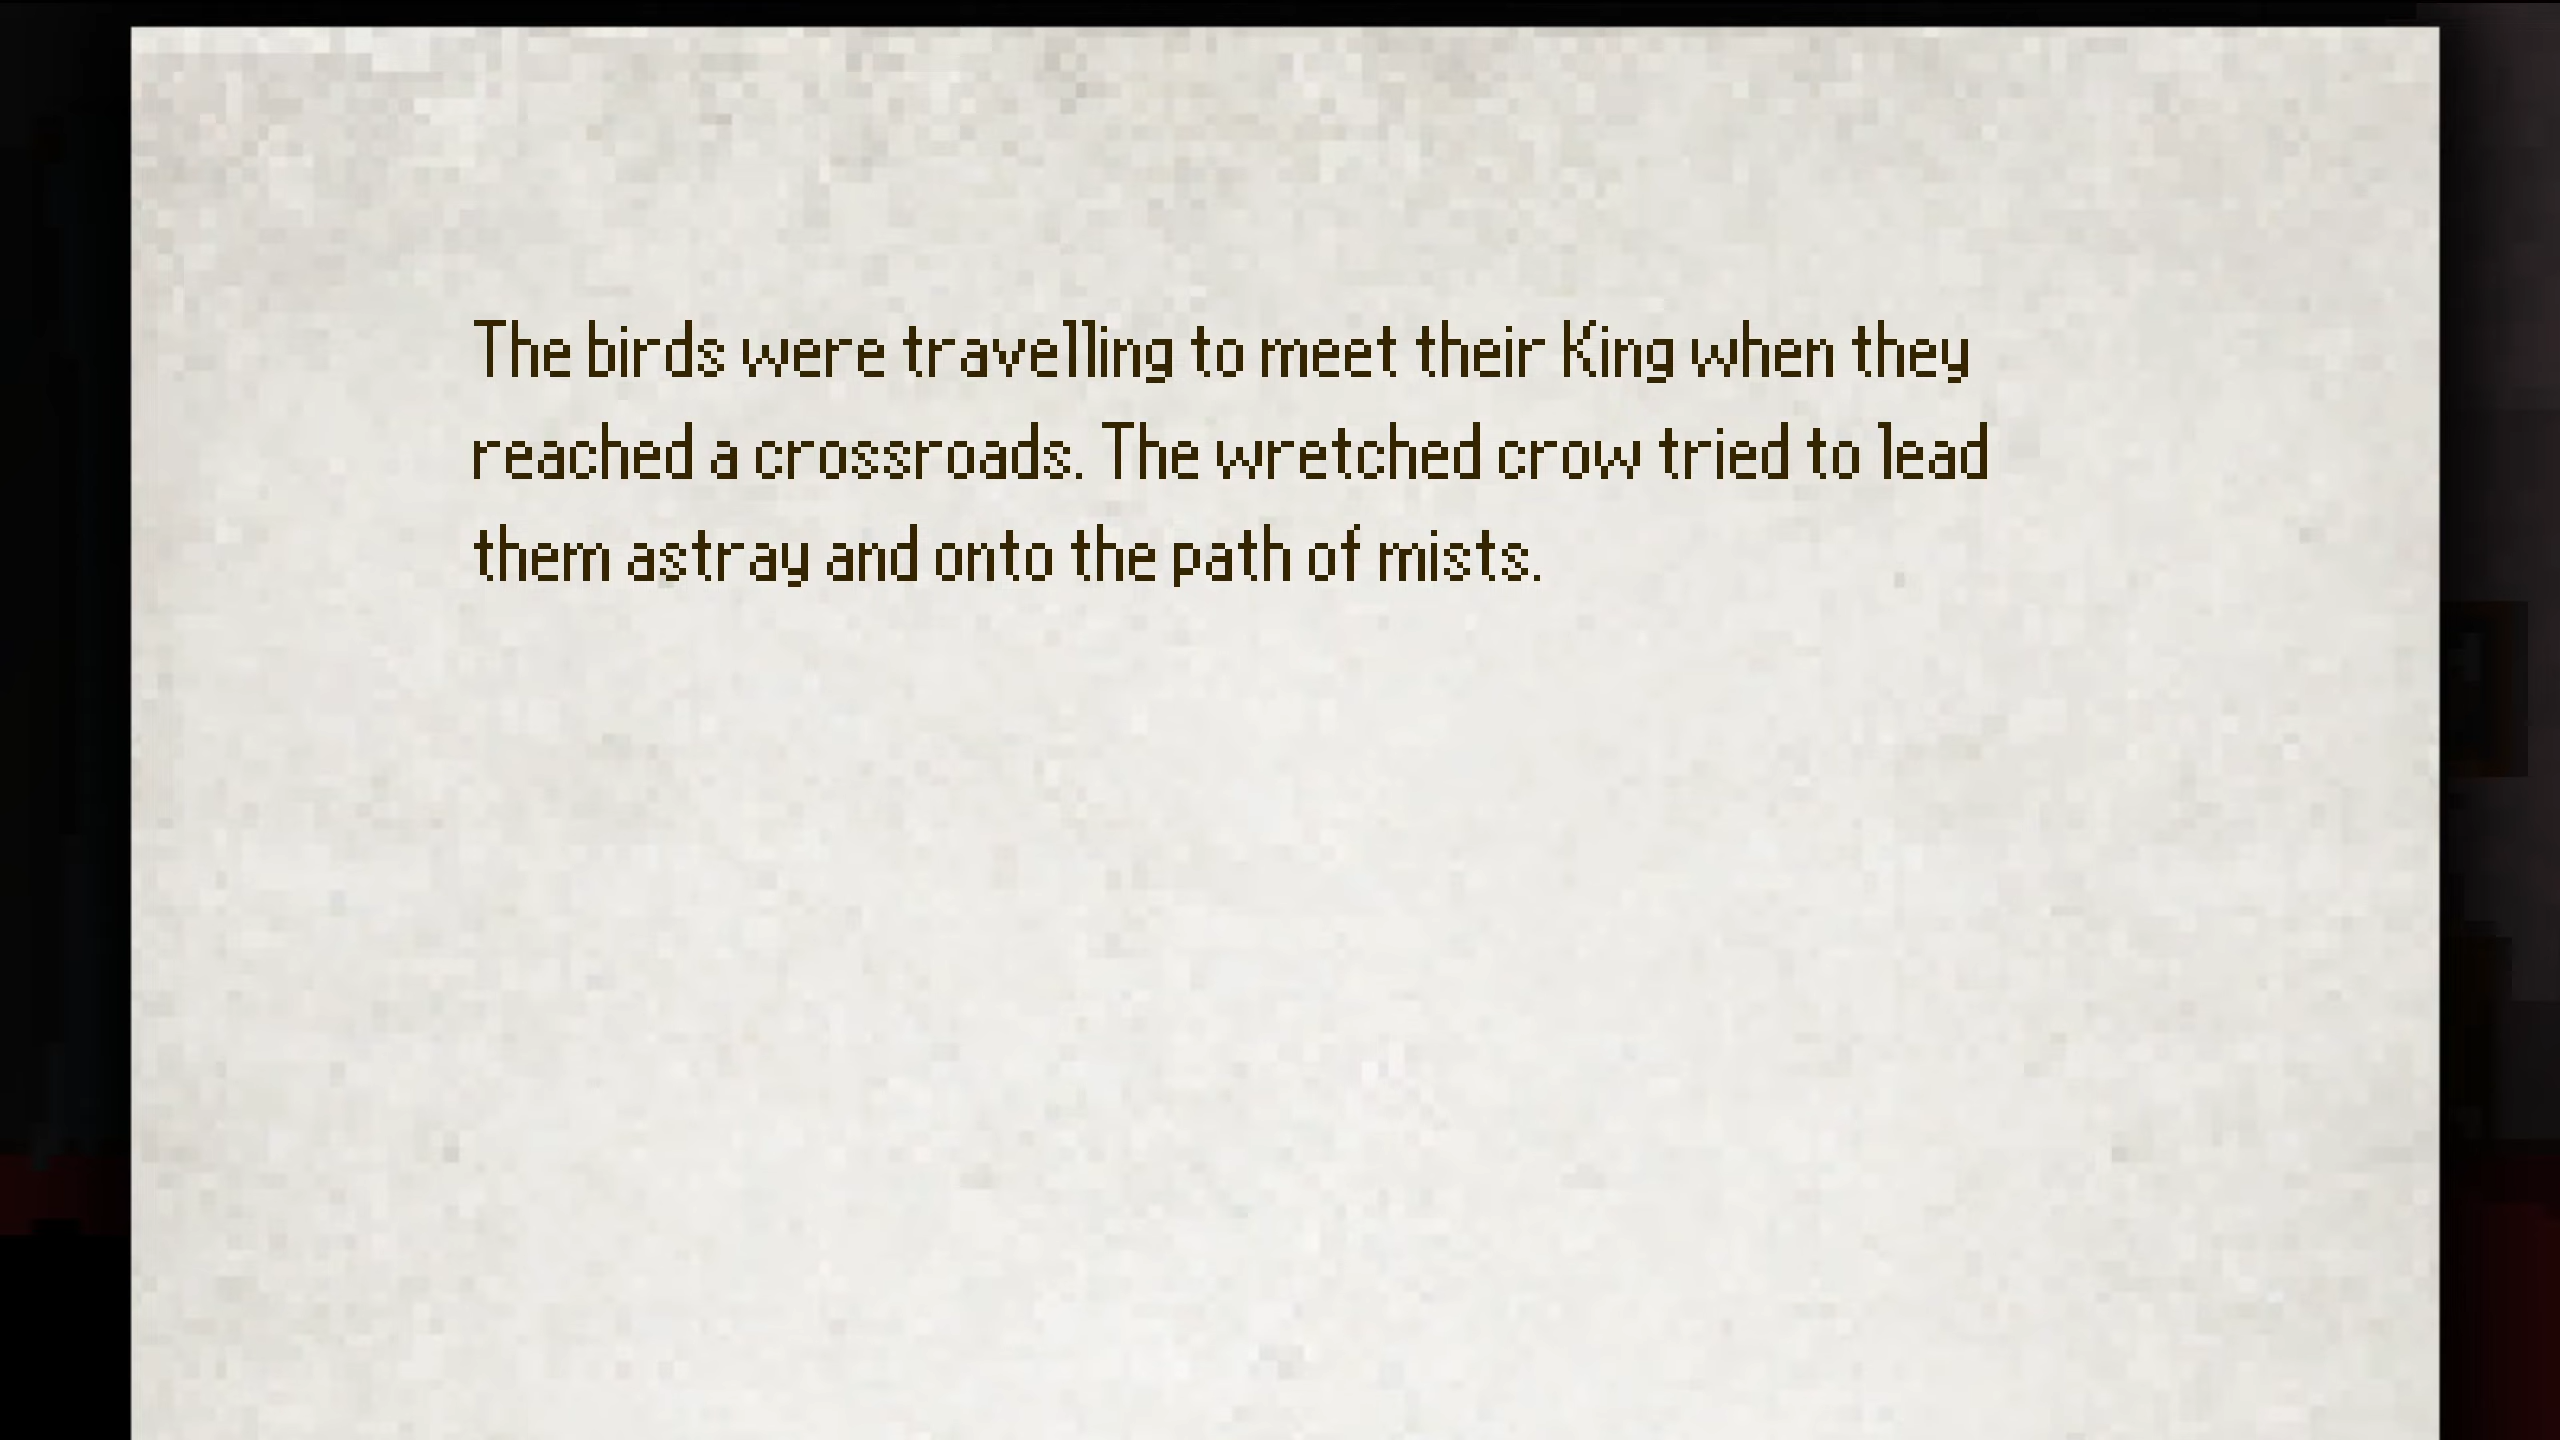 The birds were travelling to meet their King when they
reached a crossroads. The wretched crow tried to lead
them astray and onto the path of mists.